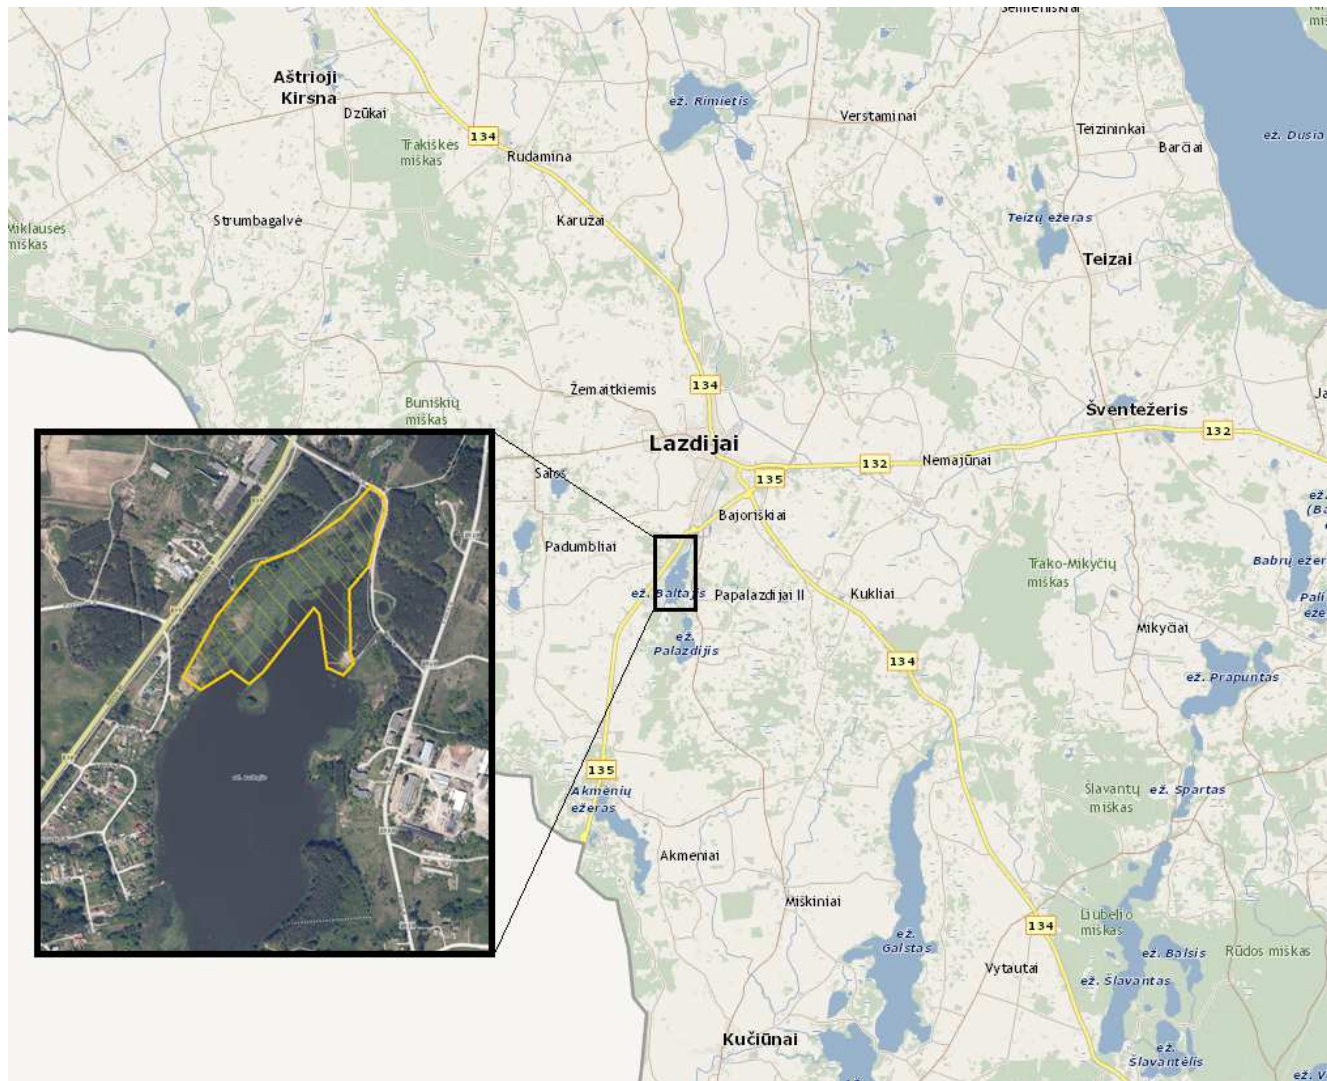 Aštrioji
Kirsna
Dzūkai
134
Trakiškės
miškas
Rudamina
ež. Rimietis
Verstaminai
Teizininkai
Barčiai
ež. Dusia
Strumbagalvė
Karužai
Teizų ežeras
Teizai
Miklausės
miškas
Žemaitkiemis
134
Buniškių
miškas
Lazdijai
Šventežeris
132
132
Nemajūnai
135
Salos
Bajoriškiai
Padumbliai
ež. Baltajis
Papalazdijai II
Kukliai
Trako-Mikyčių
miškas
Mikyčiai
ež.
Palazdijis
134
ež. Prapuntas
135
Akmenių
ežeras
Šlavantų
miškas
ež. Spartas
Akmeniai
Miškiniai
ež.
Galstas
134
Liubelio
miškas
ež. Balsis
Rūdos miškas
Vytautai
ež. Šlavantas
Kučiūnai
ež.
Šlavantėlis